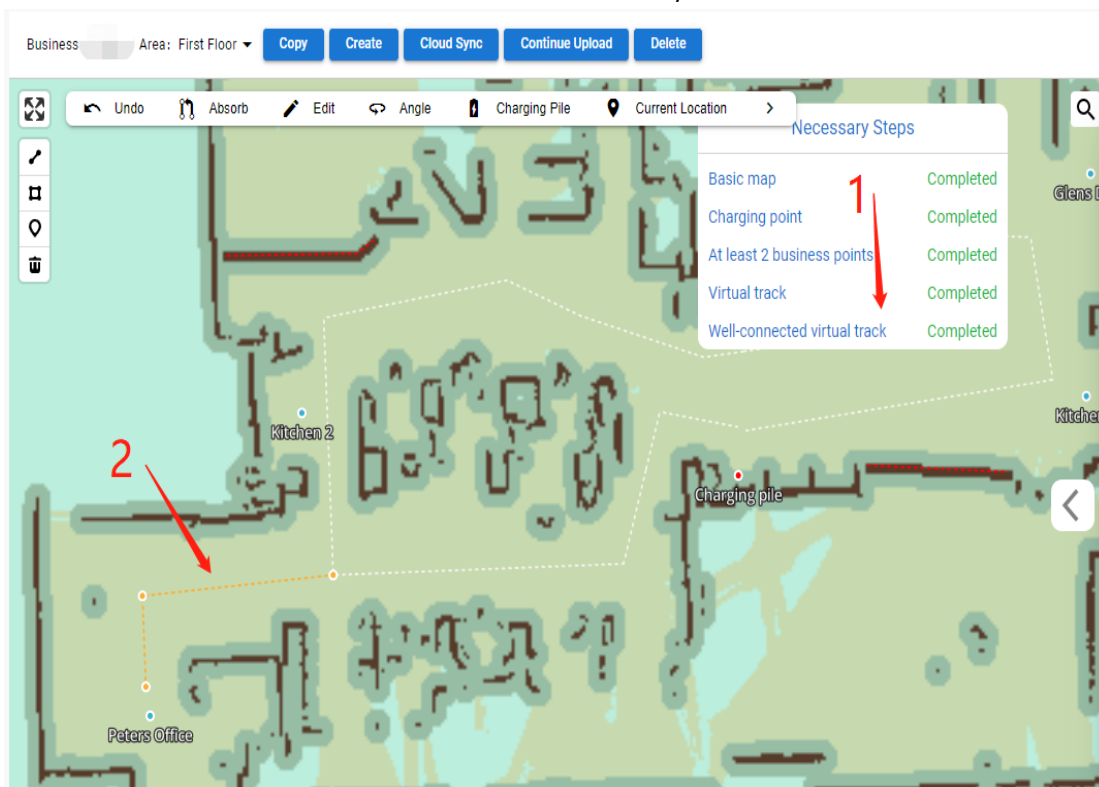 Business Area: First Floor Copy Create Cloud Sync Continue Upload Delete
Undo Absorb Edit Angle Charging Pile Current Location
Necessary Steps
Basic map Completed
1
Charging point Completed
Glens
At least 2 business points Completed
Virtual track Completed
Well-connected virtual track Completed
Kitchen 2
Kitchen
2
Charging pile
Peters Office